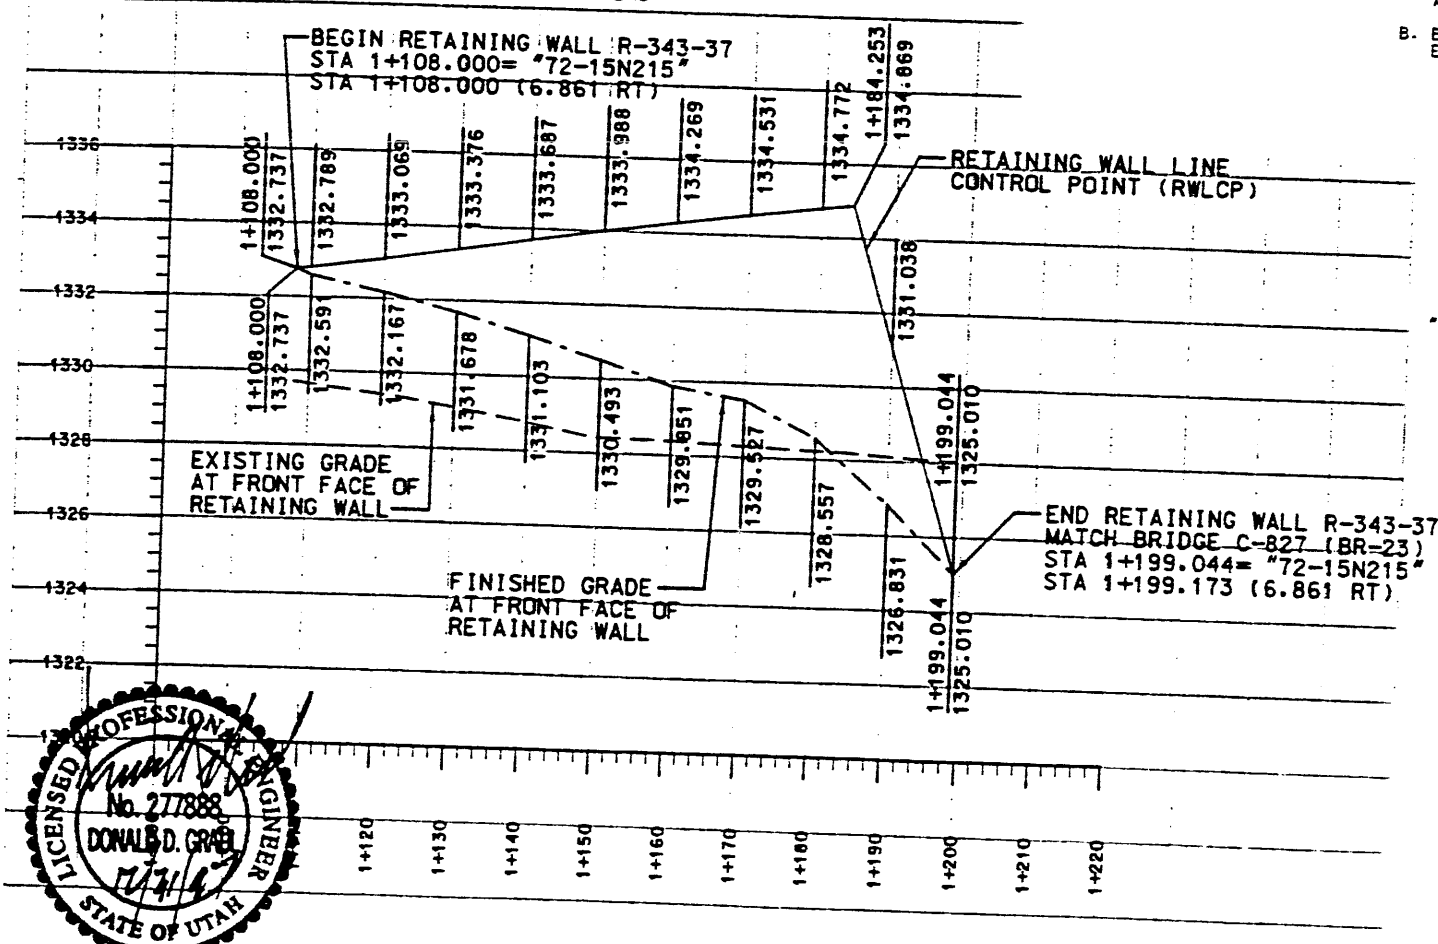 B.
BEGIN RETAINING WALL R-343-37
STA 1+108.000= "72-15N215"
STA 1+108.000 (6.861 RT)
1+184.253
1334.869
1336
1+108.000
1332.737
1332.789
1333.069
1333.376
1333.687
1333.988
1334.269
1334.531
1334.772
RETAINING WALL LINE
CONTROL POINT (RWLCP)
1334
1331.038
1332
1+108.000
1332.737
1332.591
1332.167
1331.678
1331.103
1330.493
1329.851
1329.527
1328.557
1326.831
1330
1+199.044
1325.010
1328
EXISTING GRADE
AT FRONT FACE OF
RETAINING WALL
1326
END RETAINING WALL R-343-37
MATCH BRIDGE C-827 (BR-23)
STA 1+199.044= "72-15N215"
STA 1+199.173 (6.861 RT)
1324
FINISHED GRADE
AT FRONT FACE OF
RETAINING WALL
1+199.044
1325.010
1322
LICENSED PROFESSIONAL ENGINEER
No. 277888
DONALD D.
STATE OF UTAH
1+120
1+130
1+140
1+150
1+160
1+170
1+180
1+190
1+200
1+210
1+220